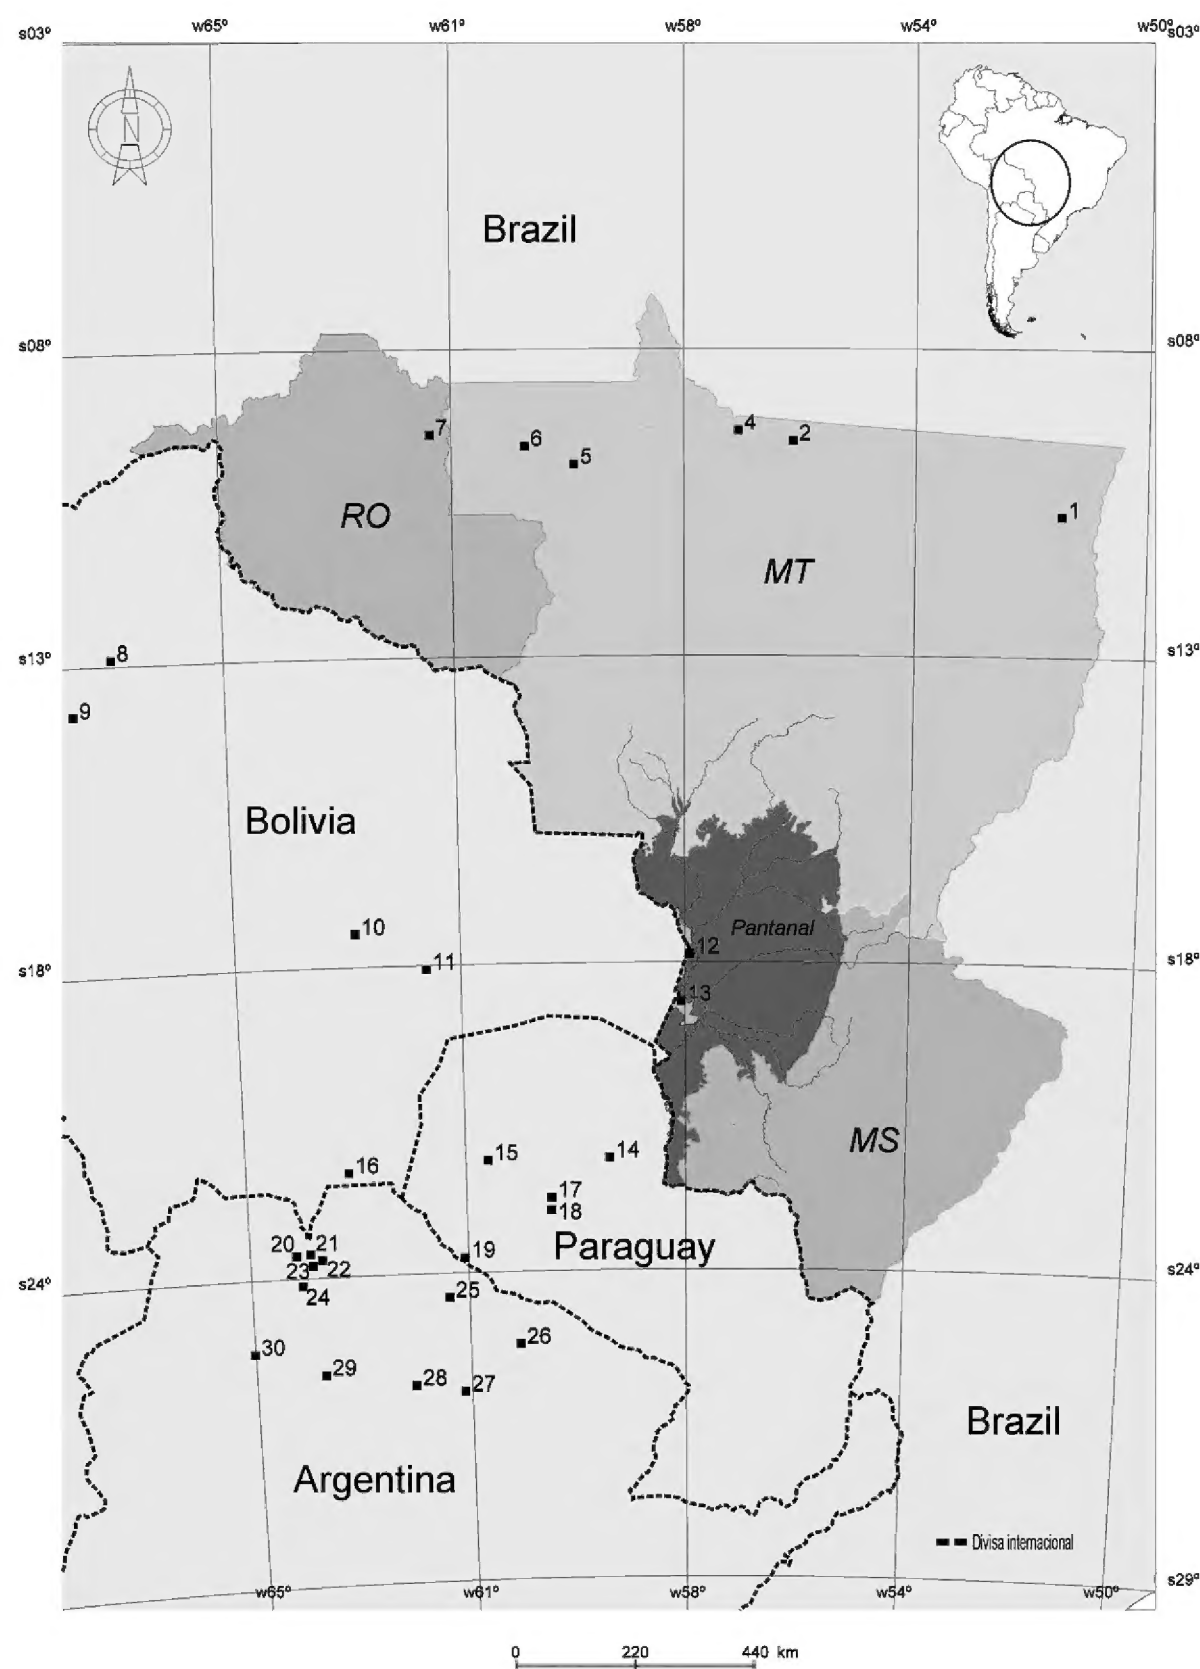 w65º w61º w58º w54º w50º
s03º s03º
N
Brazil
s08º s08º
7 6 5 4 2
1
RO
MT
s13º s13º
8
9
Bolivia
10
11
12
Pantanal
s18º s18º
13
MS
16 15 14
17
18
Paraguay
20 21 19
23 22
s24º s24º
24 25
26
30
29 28 27
Brazil
Argentina
Divisa internacional
s29º
w65º w61º w58º w54º w50º
0 220 440 km